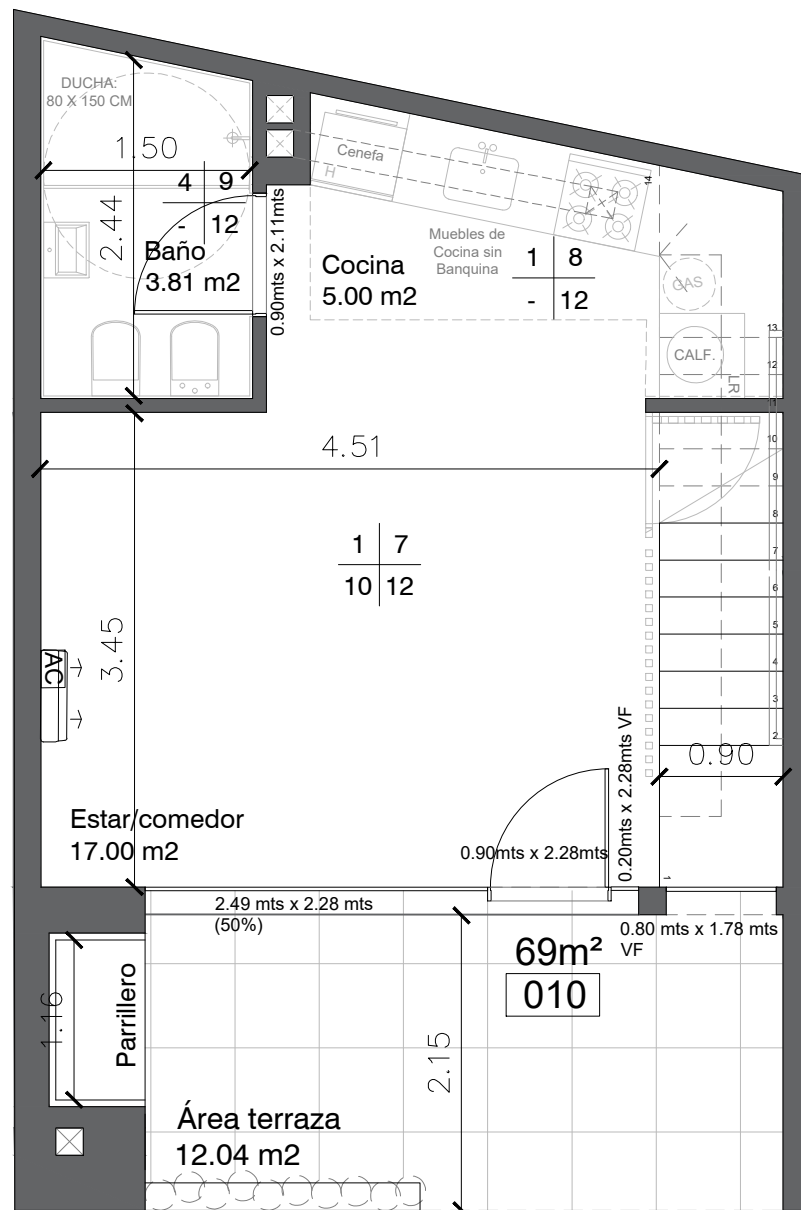 DUCHA:
80 X 150 CM
1.50
4 9
- 12
2.44
Baño
3.81 m2
0.90mts x 2.11mts
Cenefa
H
Muebles de
Cocina sin
Banquina
Cocina
5.00 m2
1 8
- 12
14
GAS
CALF.
LR
13
12
11
10
9
8
7
6
5
4
3
2
1
4.51
1 7
10 12
3.45
AC
0.90
0.20mts x 2.28mts VF
Estar/comedor
17.00 m2
0.90mts x 2.28mts
2.49 mts x 2.28 mts
(50%)
0.80 mts x 1.78 mts
VF
69m²
010
1.16
Parrillero
2.15
Área terraza
12.04 m2